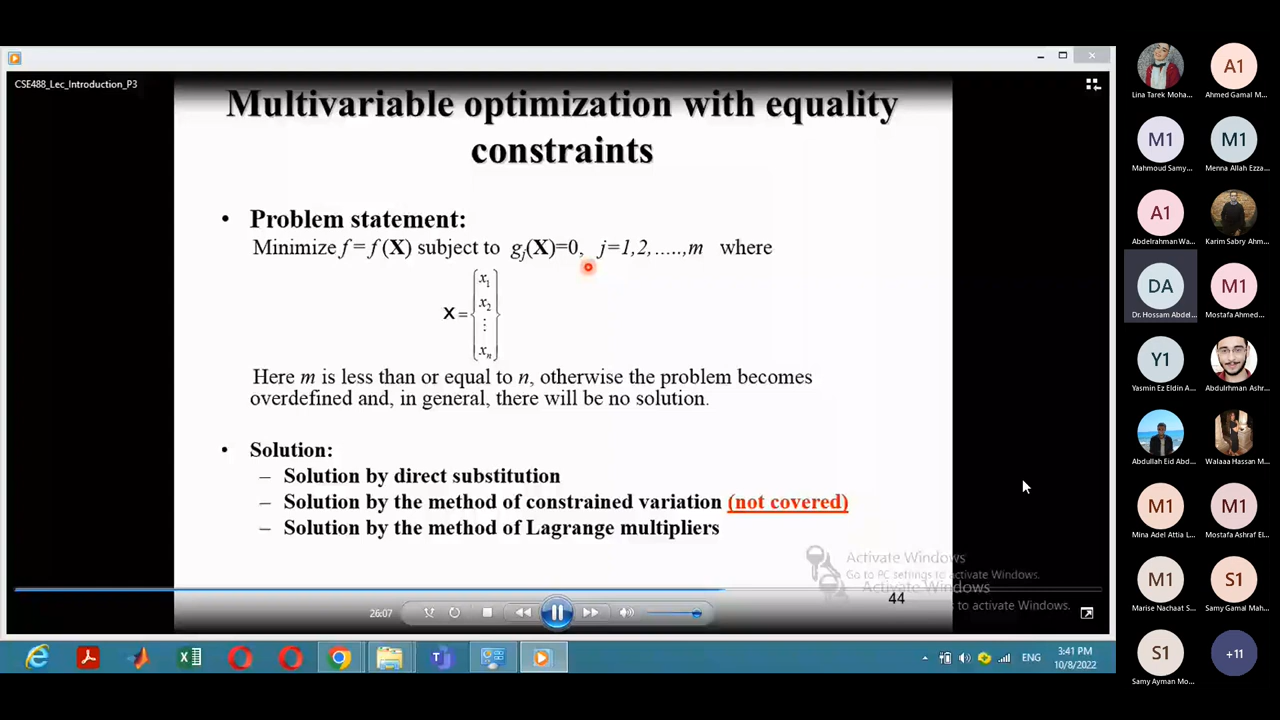 CSE488_Lec_Introduction_P3
Multivariable optimization with equality
constraints
• Problem statement:
Minimize f = f (X) subject to gj(X)=0, j=1,2,…..,m where
X = { x1 x2 ⋮ xn }
Here m is less than or equal to n, otherwise the problem becomes
overdefined and, in general, there will be no solution.
• Solution:
– Solution by direct substitution
– Solution by the method of constrained variation (not covered)
– Solution by the method of Lagrange multipliers
Activate Windows
Go to PC settings to activate Windows.
Activate Windows
s to activate Windows.
44
26:07
ENG
3:41 PM
10/8/2022
A1
Lina Tarek Moha...
Ahmed Gamal M...
M1
M1
Mahmoud Samy...
Menna Allah Ezza...
A1
Abdelrahman Wa...
Karim Sabry Ahm...
DA
M1
Dr. Hossam Abdel...
Mostafa Ahmed...
Y1
Yasmin Ez Eldin A...
Abdulrhman Ashr...
Abdullah Eid Abd...
Walaaa Hassan M...
M1
M1
Mina Adel Attia L...
Mostafa Ashraf El...
M1
S1
Marise Nachaat S...
Samy Gamal Mah...
S1
+11
Samy Ayman Mo...